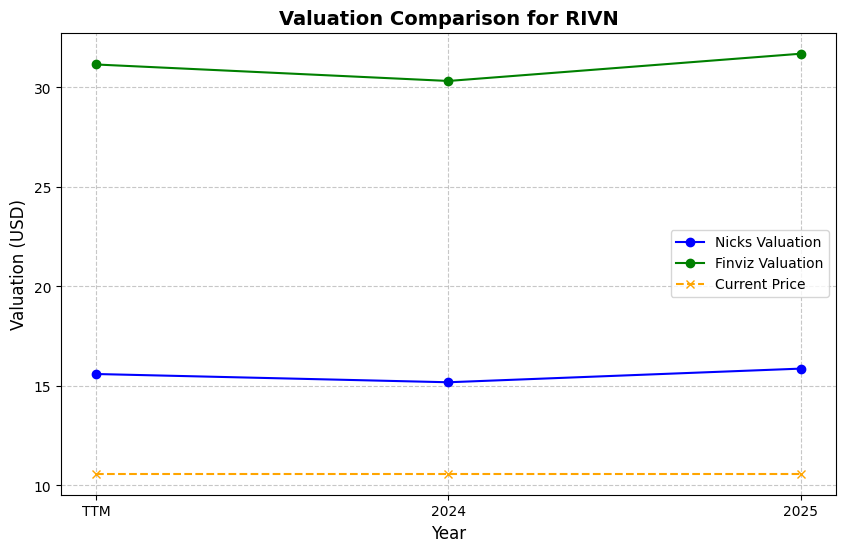 Valuation Comparison for RIVN
Valuation (USD)
30
25
20
15
10
Nicks Valuation
Finviz Valuation
Current Price
TTM
2024
2025
Year